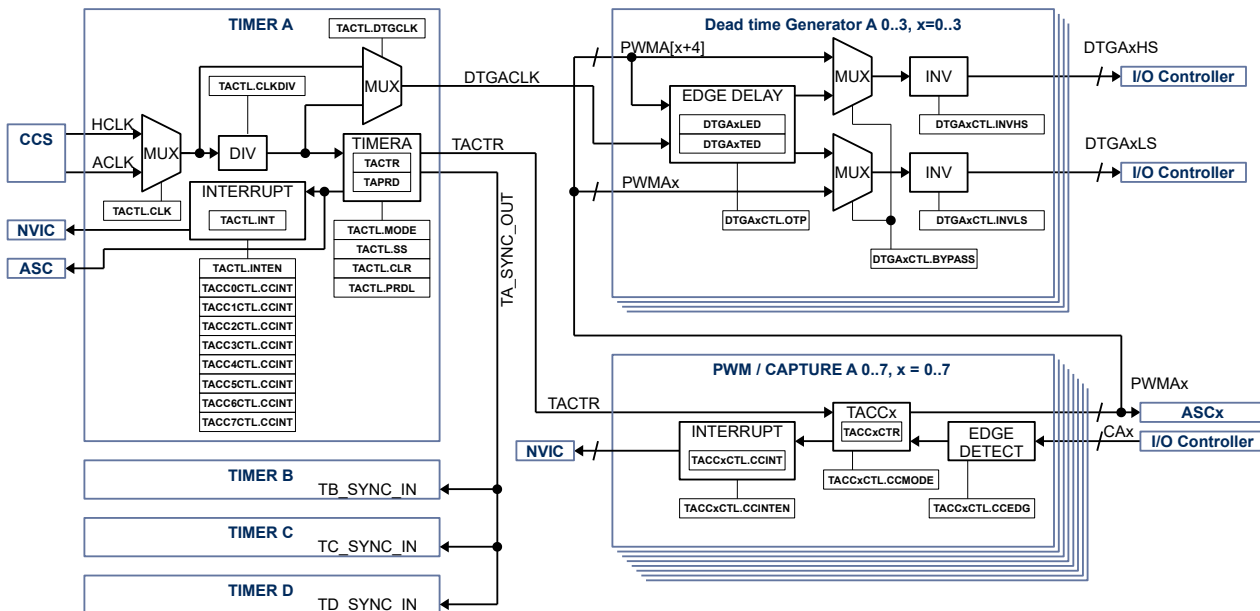 TIMER A
TACTL.DTGCLK
TACTL.CLKDIV
MUX
DTGACLK
CCS
HCLK
ACLK
MUX
DIV
TIMERA
TACTR
TAPRD
TACTR
INTERRUPT
TACTL.INT
TACTL.CLK
NVIC
ASC
TACTL.MODE
TACTL.SS
TACTL.CLR
TACTL.PRDL
TACTL.INTEN
TACC0CTL.CCINT
TACC1CTL.CCINT
TACC2CTL.CCINT
TACC3CTL.CCINT
TACC4CTL.CCINT
TACC5CTL.CCINT
TACC6CTL.CCINT
TACC7CTL.CCINT
TA_SYNC_OUT
TIMER B
TB_SYNC_IN
TIMER C
TC_SYNC_IN
TIMER D
TD_SYNC_IN
Dead time Generator A 0..3, x=0..3
PWMA[x+4]
MUX
INV
DTGAxHS
I/O Controller
EDGE DELAY
DTGAxLED
DTGAxTED
DTGAxCTL.INVHS
PWMAx
MUX
INV
DTGAxLS
I/O Controller
DTGAxCTL.OTP
DTGAxCTL.INVLS
DTGAxCTL.BYPASS
PWM / CAPTURE A 0..7, x = 0..7
TACTR
TACCx
TACCxCTR
PWMAx
ASCx
NVIC
INTERRUPT
TACCxCTL.CCINT
EDGE
DETECT
CAx
I/O Controller
TACCxCTL.CCMODE
TACCxCTL.CCINTEN
TACCxCTL.CCEDG